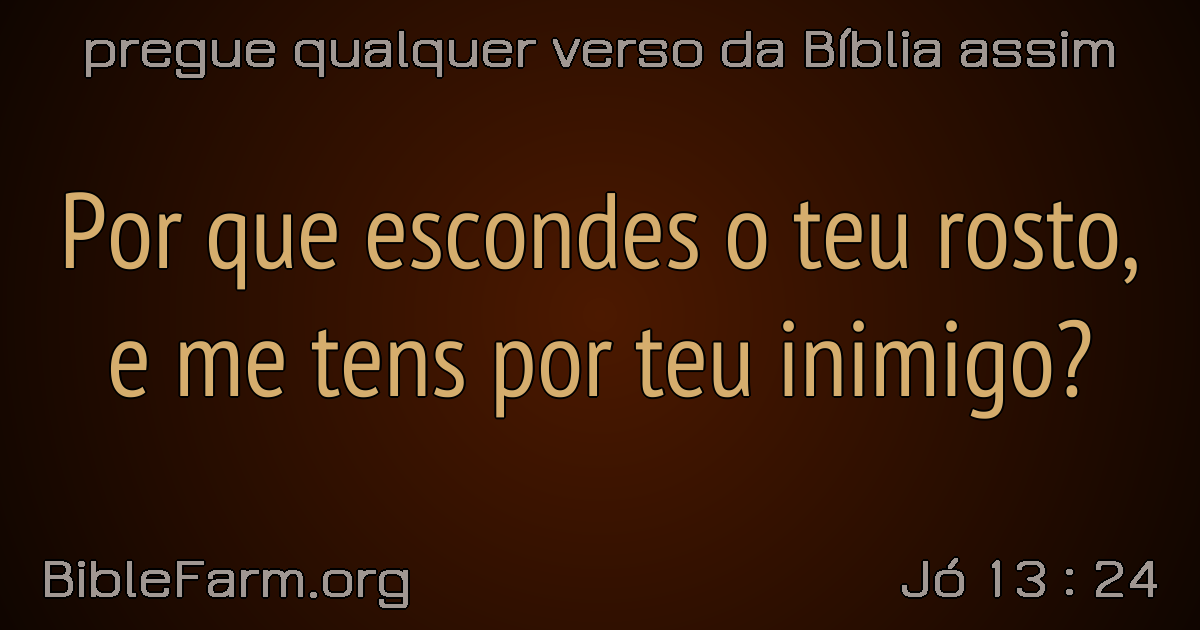 pregue qualquer verso da Bíblia assim
Por que escondes o teu rosto,
e me tens por teu inimigo?
BibleFarm.org
Jó 13 : 24